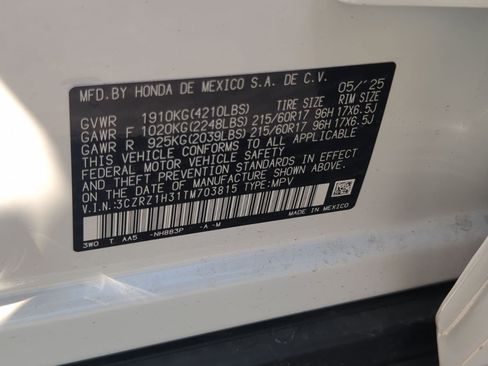 MFD.BY HONDA DE MEXICO S.A. DE C.V. 05/'25
GVWR 1910KG(4210LBS) TIRE SIZE RIM SIZE
GAWR F 1020KG(2248LBS) 215/60R17 96H 17X6.5J
GAWR R 925KG(2039LBS) 215/60R17 96H 17X6.5J
THIS VEHICLE CONFORMS TO ALL APPLICABLE
FEDERAL MOTOR VEHICLE SAFETY
THEFT PREVENTION STANDARDS IN EFFECT
ON THE DATE OF MANUFACTURE SHOWN ABOVE.
V.I.N.:3CZRZ1H31TM703815 TYPE:MPV
3W0 T AA5 -NH883P -A -M MADE IN MEXICO